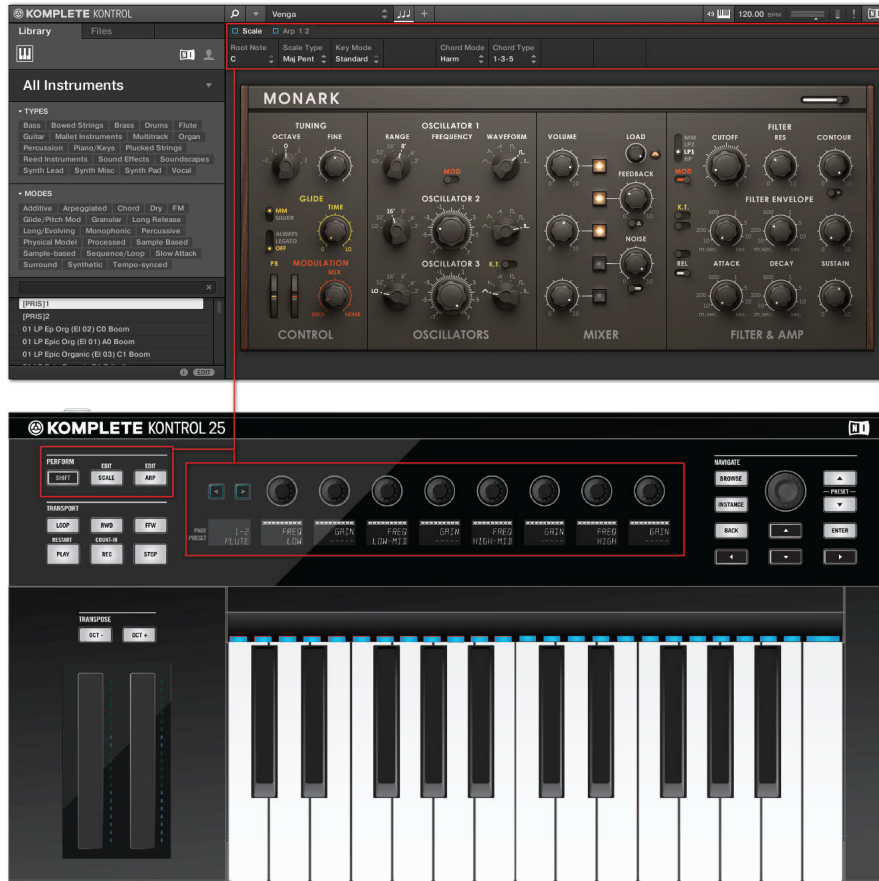 KOMPLETE KONTROL
Venga
49
120.00 BPM
!
Library Files
Scale Arp 1 2
Root Note Scale Type Key Mode Chord Mode Chord Type
C Maj Pent Standard Harm 1-3-5
All Instruments
TYPES
Bass Bowed Strings Brass Drums Flute
Guitar Mallet Instruments Multitrack Organ
Percussion Piano/Keys Plucked Strings
Reed Instruments Sound Effects Soundscapes
Synth Lead Synth Misc Synth Pad Vocal
MODES
Additive Arpeggiated Chord Dry FM
Glide/Pitch Mod Granular Long Release
Long/Evolving Monophonic Percussive
Physical Model Processed Sample Based
Sample-based Sequence/Loop Slow Attack
Surround Synthetic Tempo-synced
[PRIS]1
[PRIS]2
01 LP Ep Org (El 02) C0 Boom
01 LP Epic Org (El 01) A0 Boom
01 LP Epic Organic (El 03) C1 Boom
EDIT
MONARK
TUNING
OCTAVE FINE
GLIDE
TIME
MM
SILVER
ALWAYS
LEGATO
OFF
PB MODULATION
MIX
OSC3 NOISE
CONTROL
OSCILLATOR 1
RANGE FREQUENCY WAVEFORM
MOD
OSCILLATOR 2
OSCILLATOR 3
K.T.
LO
OSCILLATORS
VOLUME LOAD
FEEDBACK
NOISE
MIXER
FILTER
MM
LP2
LP1
BP
CUTOFF RES CONTOUR
MOD
FILTER ENVELOPE
K.T.
REL
ATTACK DECAY SUSTAIN
FILTER & AMP
KOMPLETE KONTROL 25
PERFORM
EDIT EDIT
SHIFT SCALE ARP
TRANSPORT
LOOP RWD FFW
RESTART COUNT-IN
PLAY REC STOP
PAGE 1-2 FREQ GAIN FREQ GAIN FREQ GAIN FREQ GAIN
PRESET FLUTE LOW ----- LOW-MID ----- HIGH-MID ----- HIGH -----
NAVIGATE
BROWSE
PRESET
INSTANCE
BACK ENTER
TRANSPOSE
OCT - OCT +